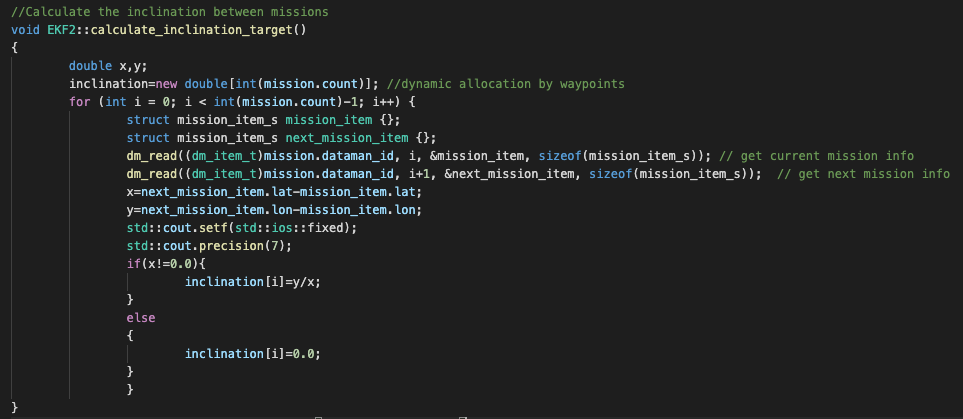 //Calculate the inclination between missions
void EKF2::calculate_inclination_target()
{
double x,y;
inclination=new double[int(mission.count)]; //dynamic allocation by waypoints
for (int i = 0; i < int(mission.count)-1; i++) {
struct mission_item_s mission_item {};
struct mission_item_s next_mission_item {};
dm_read((dm_item_t)mission.dataman_id, i, &mission_item, sizeof(mission_item_s)); // get current mission info
dm_read((dm_item_t)mission.dataman_id, i+1, &next_mission_item, sizeof(mission_item_s));  // get next mission info
x=next_mission_item.lat-mission_item.lat;
y=next_mission_item.lon-mission_item.lon;
std::cout.setf(std::ios::fixed);
std::cout.precision(7);
if(x!=0.0){
inclination[i]=y/x;
}
else
{
inclination[i]=0.0;
}
}
}